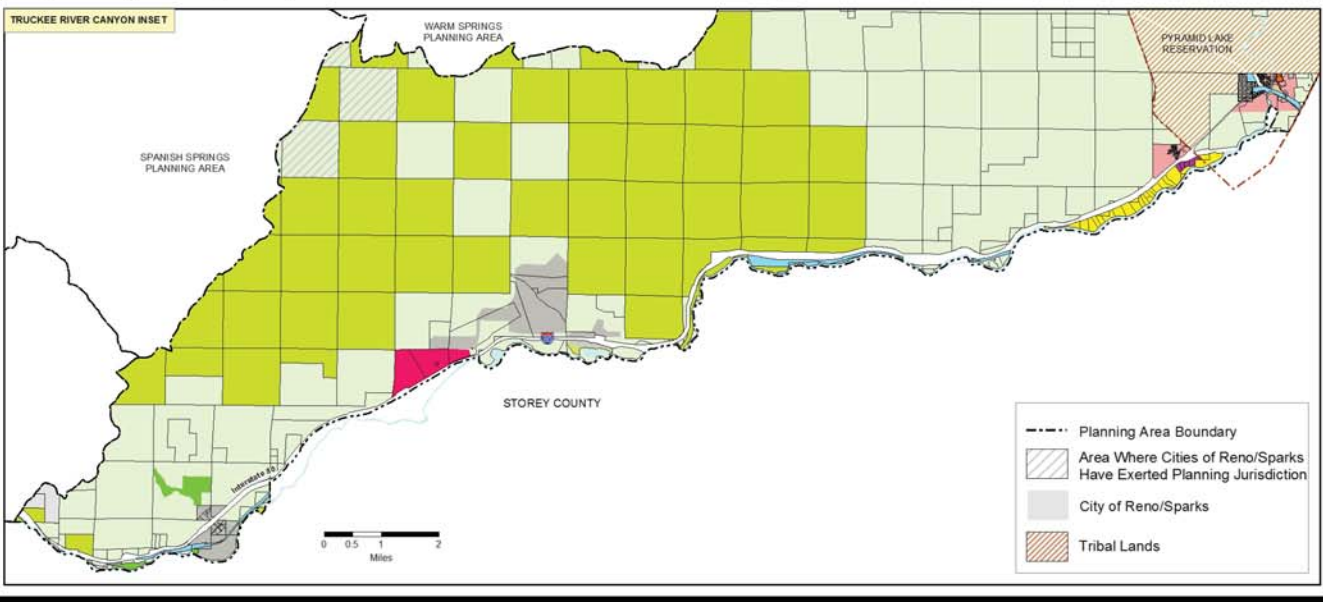 TRUCKEE RIVER CANYON INSET
WARM SPRINGS
PLANNING AREA
PYRAMID LAKE
RESERVATION
SPANISH SPRINGS
PLANNING AREA
STOREY COUNTY
Interstate 80
0 0.5 1 2
Miles
Planning Area Boundary
Area Where Cities of Reno/Sparks
Have Exerted Planning Jurisdiction
City of Reno/Sparks
Tribal Lands